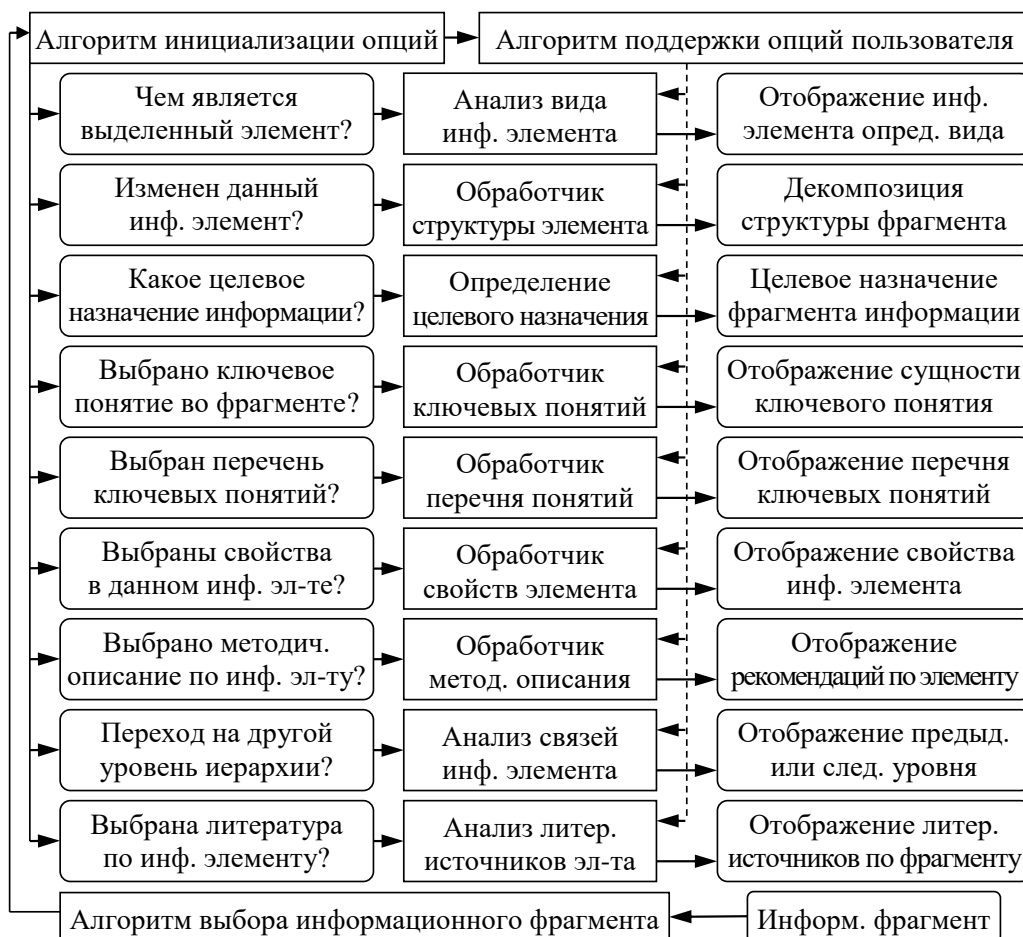 Алгоритм инициализации опций
Алгоритм поддержки опций пользователя
Чем является
выделенный элемент?
Анализ вида
инф. элемента
Отображение инф.
элемента опред. вида
Изменен данный
инф. элемент?
Обработчик
структуры элемента
Декомпозиция
структуры фрагмента
Какое целевое
назначение информации?
Определение
целевого назначения
Целевое назначение
фрагмента информации
Выбрано ключевое
понятие во фрагменте?
Обработчик
ключевых понятий
Отображение сущности
ключевого понятия
Выбран перечень
ключевых понятий?
Обработчик
перечня понятий
Отображение перечня
ключевых понятий
Выбраны свойства
в данном инф. эл-те?
Обработчик
свойств элемента
Отображение свойства
инф. элемента
Выбрано методич.
описание по инф. эл-ту?
Обработчик
метод. описания
Отображение
рекомендаций по элементу
Переход на другой
уровень иерархии?
Анализ связей
инф. элемента
Отображение предыд.
или след. уровня
Выбрана литература
по инф. элементу?
Анализ литер.
источников эл-та
Отображение литер.
источников по фрагменту
Алгоритм выбора информационного фрагмента
Информ. фрагмент